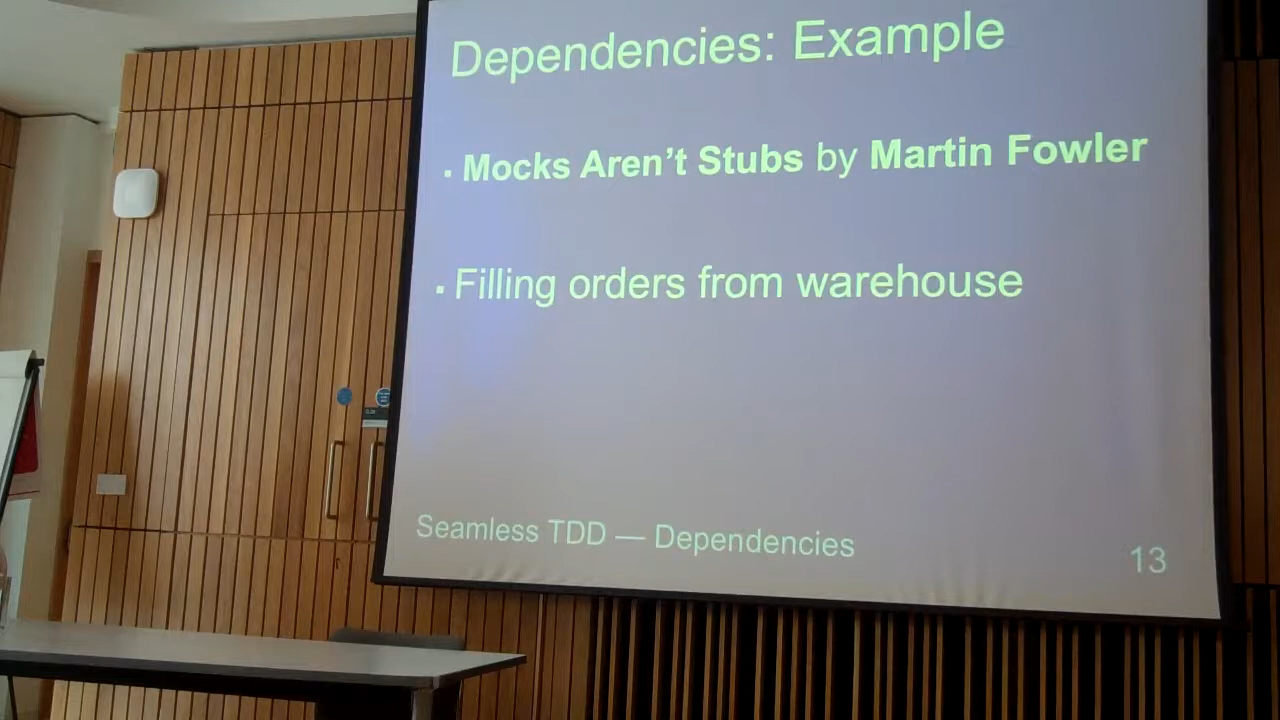 Dependencies: Example
▪ Mocks Aren’t Stubs by Martin Fowler
▪ Filling orders from warehouse
Seamless TDD — Dependencies
13